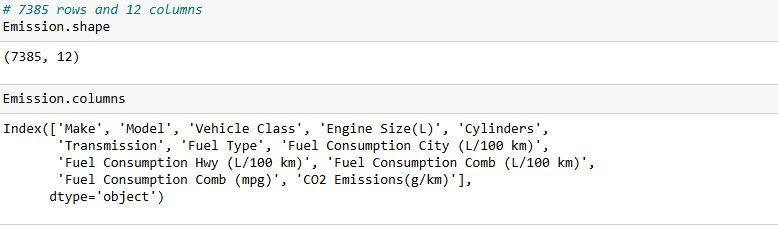 # 7385 rows and 12 columns
Emission.shape
(7385, 12)
Emission.columns
Index(['Make', 'Model', 'Vehicle Class', 'Engine Size(L)', 'Cylinders',
'Transmission', 'Fuel Type', 'Fuel Consumption City (L/100 km)',
'Fuel Consumption Hwy (L/100 km)', 'Fuel Consumption Comb (L/100 km)',
'Fuel Consumption Comb (mpg)', 'CO2 Emissions(g/km)'],
dtype='object')